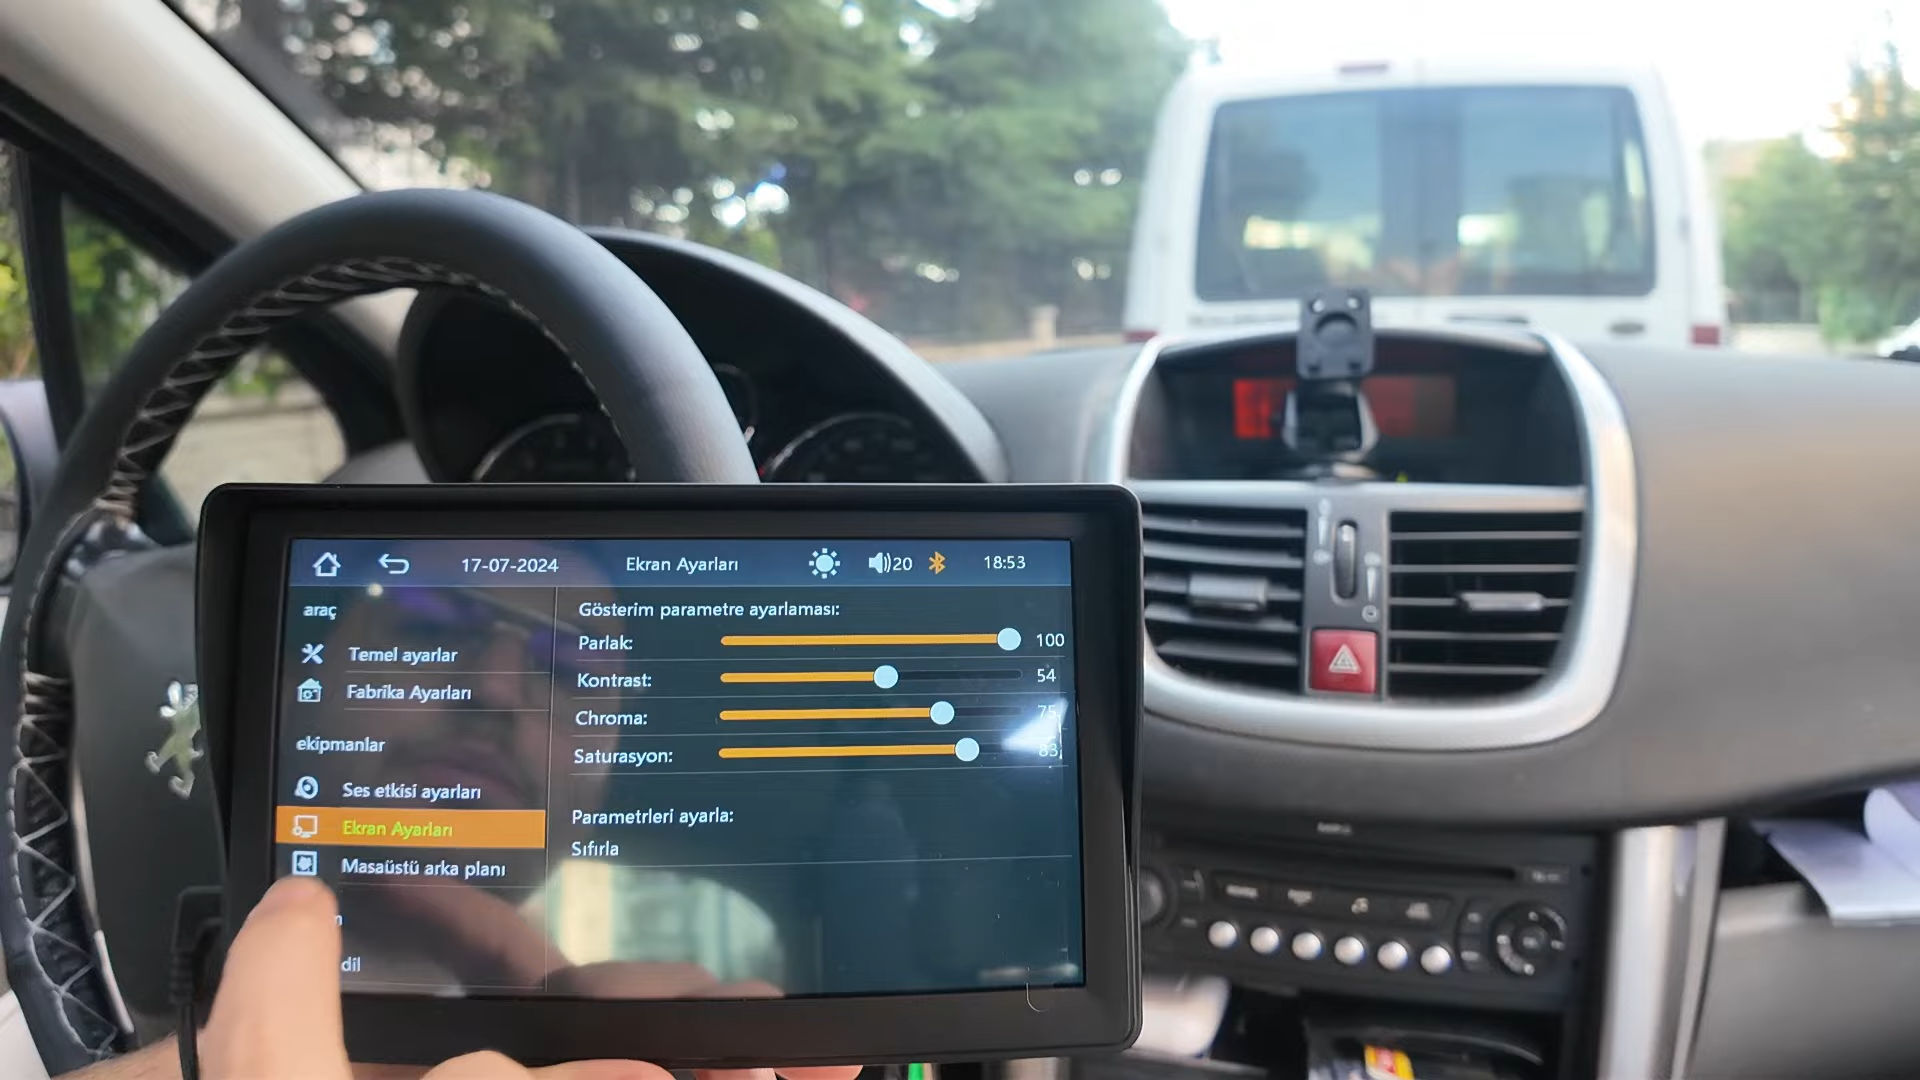 17-07-2024 Ekran Ayarları 20 18:53
araç
Temel ayarlar
Fabrika Ayarları
ekipmanlar
Ses etkisi ayarları
Ekran Ayarları
Masaüstü arka planı
dil
Gösterim parametre ayarlaması:
Parlak: 100
Kontrast: 54
Chroma: 75
Saturasyon: 83
Parametrleri ayarla:
Sıfırla